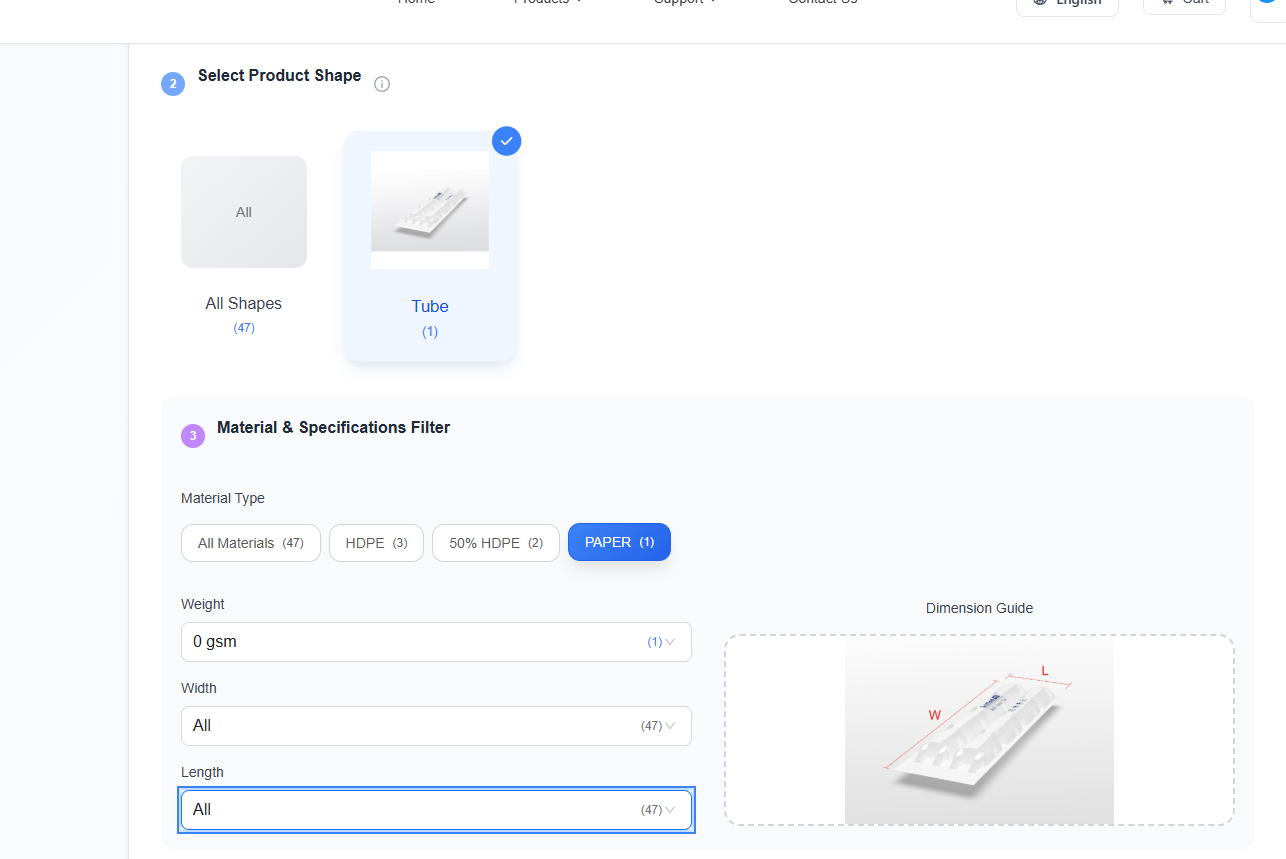 Home Products Support Contact Us English Cart
2 Select Product Shape
All
All Shapes
(47)
Tube
(1)
3 Material & Specifications Filter
Material Type
All Materials (47) HDPE (3) 50% HDPE (2) PAPER (1)
Weight
0 gsm (1)
Width
All (47)
Length
All (47)
Dimension Guide
L
W